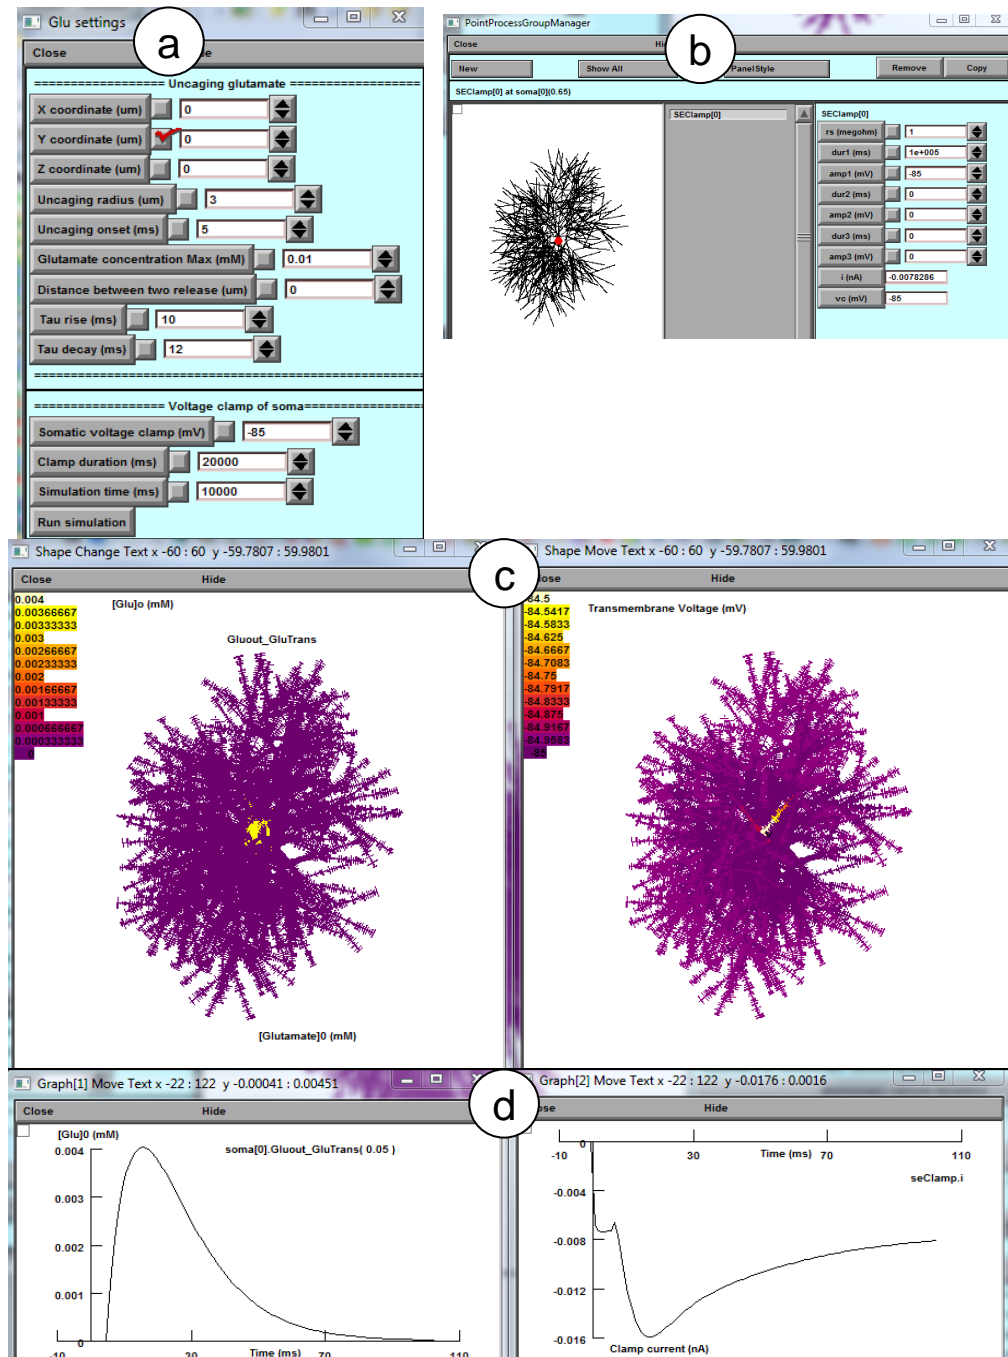 Glu settings
a
Close
de
================== Uncaging glutamate ==================
X coordinate (um) 0
Y coordinate (um) 0
Z coordinate (um) 0
Uncaging radius (um) 3
Uncaging onset (ms) 5
Glutamate concentration Max (mM) 0.01
Distance between two release (um) 0
Tau rise (ms) 10
Tau decay (ms) 12
================== Voltage clamp of soma==================
Somatic voltage clamp (mV) -85
Clamp duration (ms) 20000
Simulation time (ms) 10000
Run simulation
PointProcessGroupManager
b
Close Hi
New Show All PanelStyle Remove Copy
SEClamp[0] at soma[0](0.65)
SEClamp[0]
SEClamp[0]
rs (megohm) 1
dur1 (ms) 1e+005
amp1 (mV) -85
dur2 (ms) 0
amp2 (mV) 0
dur3 (ms) 0
amp3 (mV) 0
i (nA) -0.0078286
vc (mV) -85
Shape Change Text x -60 : 60 y -59.7807 : 59.9801
c
Close Hide
0.004
0.00366667
0.00333333
0.003
0.00266667
0.00233333
0.002
0.00166667
0.00133333
0.001
0.000666667
0.000333333
0
[Glu]o (mM)
Gluout_GluTrans
[Glutamate]0 (mM)
Shape Move Text x -60 : 60 y -59.7807 : 59.9801
ose Hide
-84.5
-84.5417
-84.5833
-84.625
-84.6667
-84.7083
-84.75
-84.7917
-84.8333
-84.875
-84.9167
-84.9583
-85
Transmembrane Voltage (mV)
Graph[1] Move Text x -22 : 122 y -0.00041 : 0.00451
d
Close Hide
[Glu]0 (mM)
soma[0].Gluout_GluTrans( 0.05 )
0.004
0.003
0.002
0.001
0
-10 30 Time (ms) 70 110
Graph[2] Move Text x -22 : 122 y -0.0176 : 0.0016
ose Hide
0
-10 30 Time (ms) 70 110
seClamp.i
-0.004
-0.008
-0.012
-0.016
Clamp current (nA)